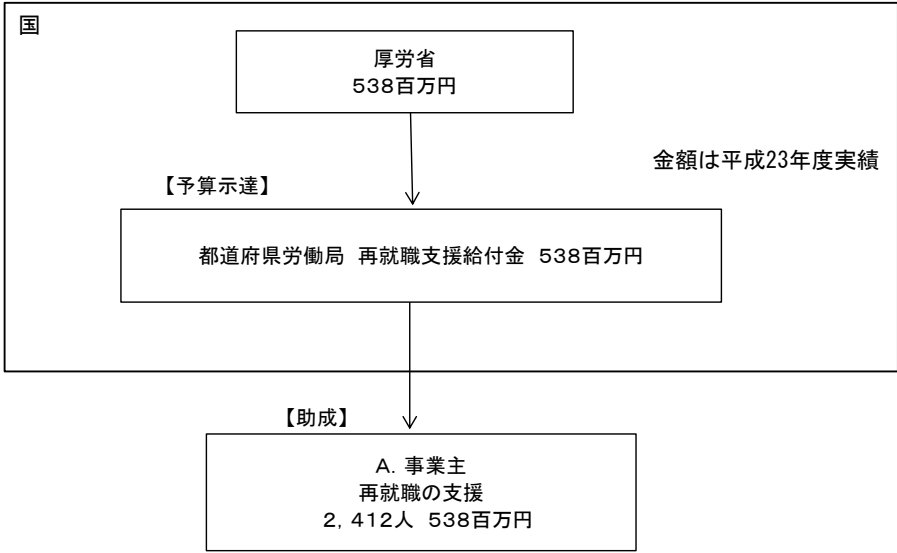 国
厚労省
５３８百万円
金額は平成23年度実績
【予算示達】
都道府県労働局　再就職支援給付金　５３８百万円
【助成】
Ａ．事業主
再就職の支援
２，４１２人　５３８百万円